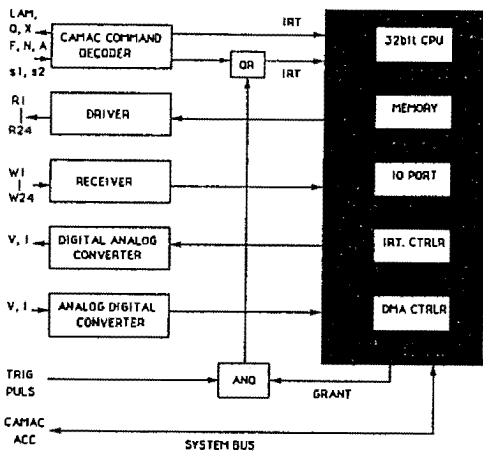 LAM,
Q, X
F, N, A
s1, s2
CAMAC COMMAND
DECODER
IRT
OR
IRT
32bit CPU
R1
R24
DRIVER
MEMORY
W1
W24
RECEIVER
IO PORT
V, I
DIGITAL ANALOG
CONVERTER
IRT. CTRLR
V, I
ANALOG DIGITAL
CONVERTER
DMA CTRLR
TRIG
PULS
AND
GRANT
CAMAC
ACC
SYSTEM BUS